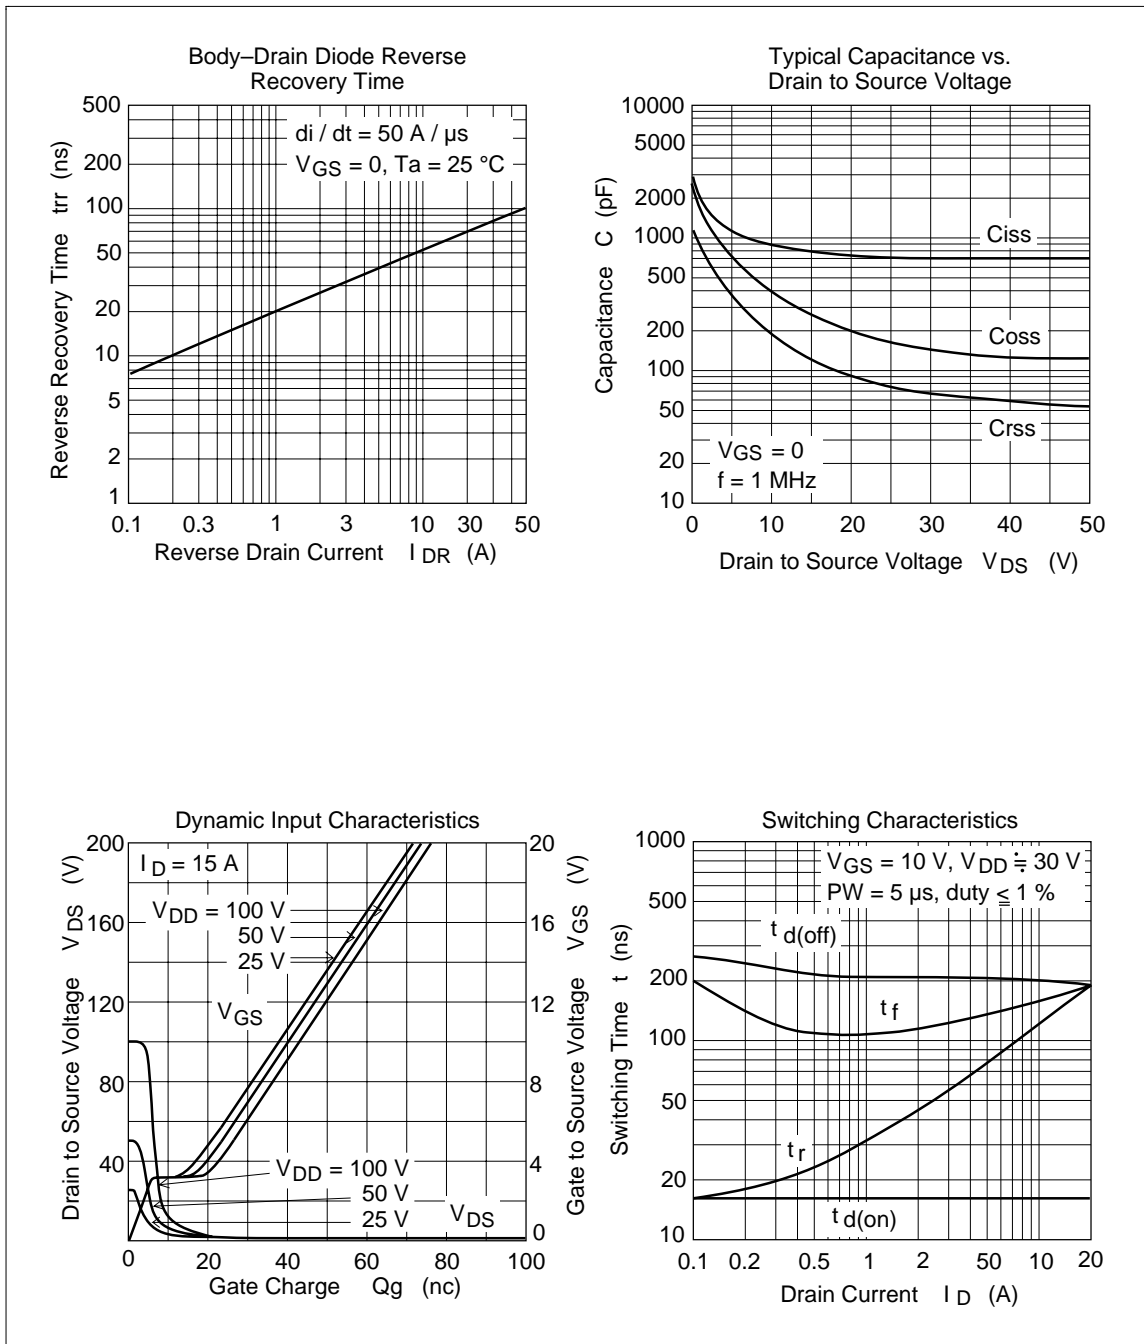 Body–Drain Diode Reverse
Recovery Time
500
200
100
50
20
10
5
2
1
Reverse Recovery Time trr (ns)
di / dt = 50 A / µs
VGS = 0, Ta = 25 °C
0.1 0.3 1 3 10 30 50
Reverse Drain Current I DR (A)
Typical Capacitance vs.
Drain to Source Voltage
10000
5000
2000
1000
500
200
100
50
20
10
Capacitance C (pF)
Ciss
Coss
Crss
VGS = 0
f = 1 MHz
0 10 20 30 40 50
Drain to Source Voltage VDS (V)
Dynamic Input Characteristics
200
160
120
80
40
0
Drain to Source Voltage VDS (V)
I D = 15 A
VDD = 100 V
50 V
25 V
VGS
VDD = 100 V
50 V
25 V
VDS
20
16
12
8
4
0
Gate to Source Voltage VGS (V)
0 20 40 60 80 100
Gate Charge Qg (nc)
Switching Characteristics
1000
500
200
100
50
20
10
Switching Time t (ns)
VGS = 10 V, VDD ≒ 30 V
PW = 5 µs, duty ≦ 1 %
t d(off)
t f
t r
t d(on)
0.1 0.2 0.5 1 2 50 10 20
Drain Current I D (A)